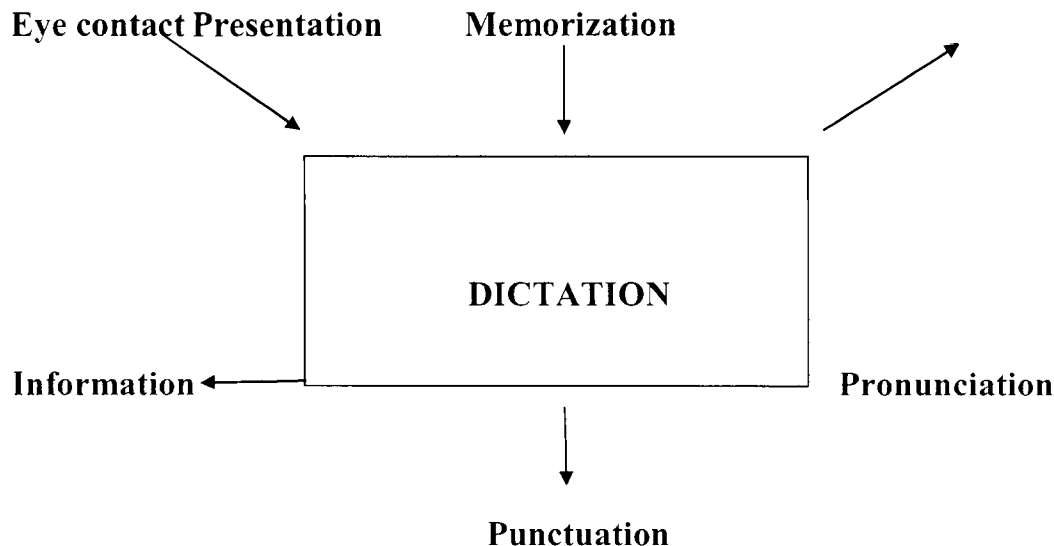 Eye contact Presentation Memorization
DICTATION
Information Pronunciation
Punctuation